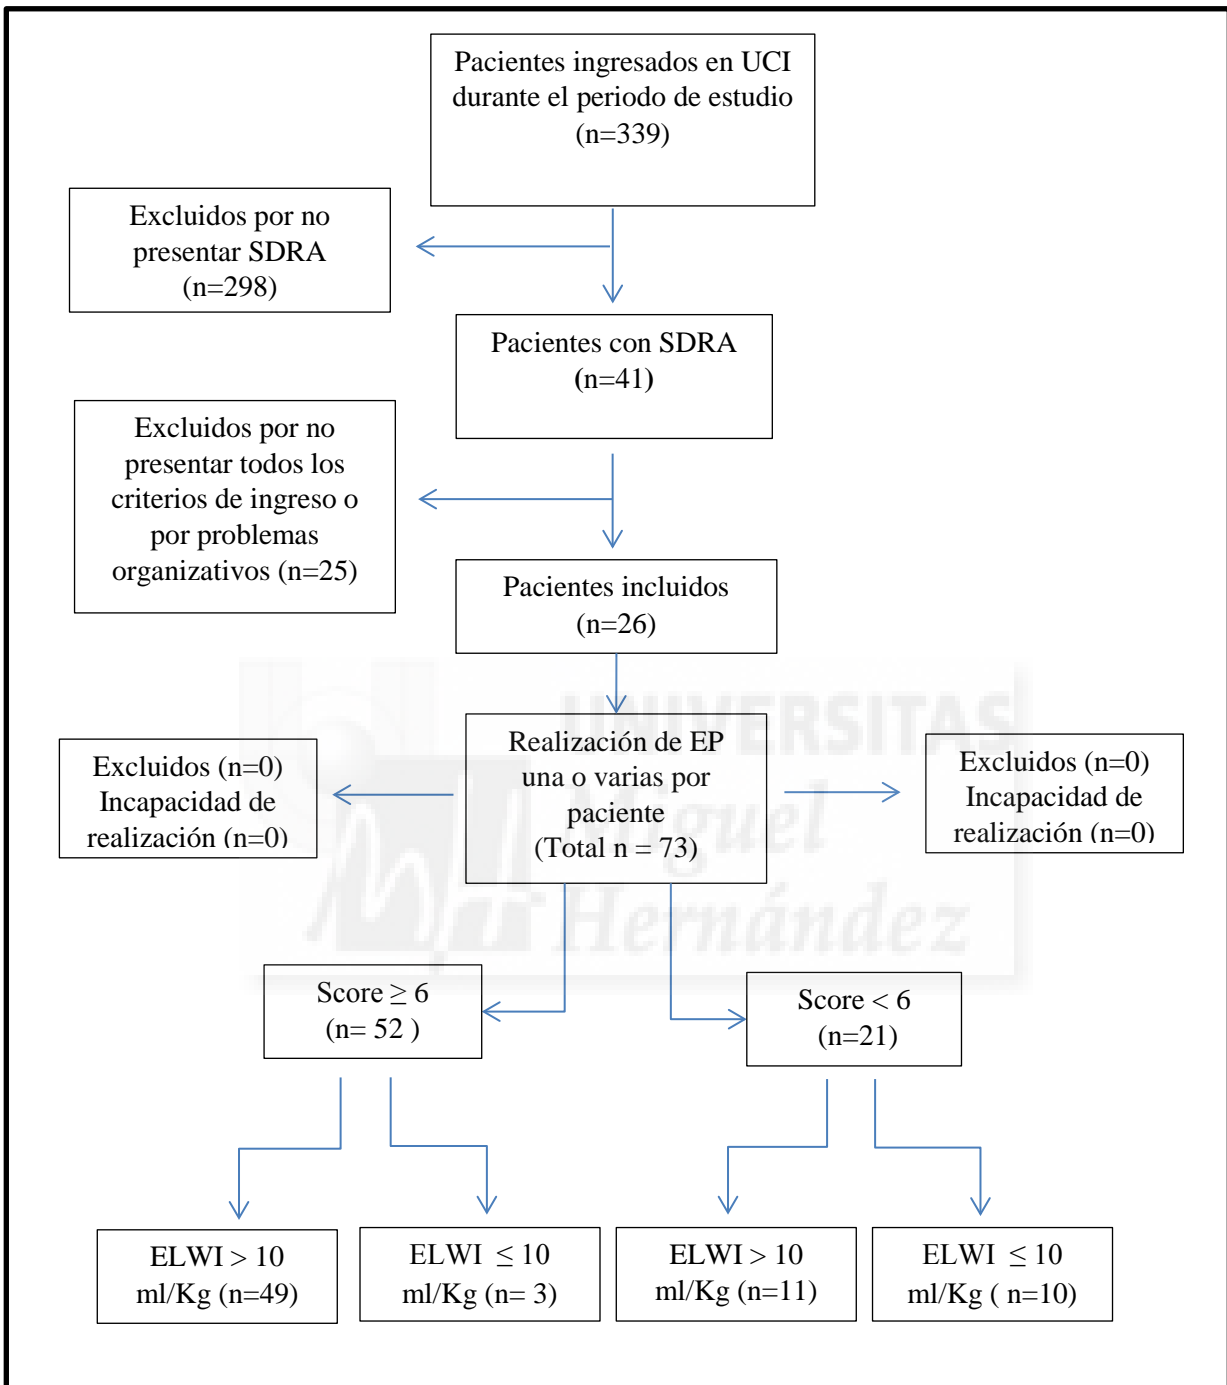 Pacientes ingresados en UCI
durante el periodo de estudio
(n=339)
Excluidos por no
presentar SDRA
(n=298)
Pacientes con SDRA
(n=41)
Excluidos por no
presentar todos los
criterios de ingreso o
por problemas
organizativos (n=25)
Pacientes incluidos
(n=26)
Realización de EP
una o varias por
paciente
(Total n = 73)
Excluidos (n=0)
Incapacidad de
realización (n=0)
Excluidos (n=0)
Incapacidad de
realización (n=0)
UNIVERSITAS
Miguel
Hernández
Score ≥ 6
(n= 52 )
Score < 6
(n=21)
ELWI > 10
ml/Kg (n=49)
ELWI ≤ 10
ml/Kg (n= 3)
ELWI > 10
ml/Kg (n=11)
ELWI ≤ 10
ml/Kg ( n=10)